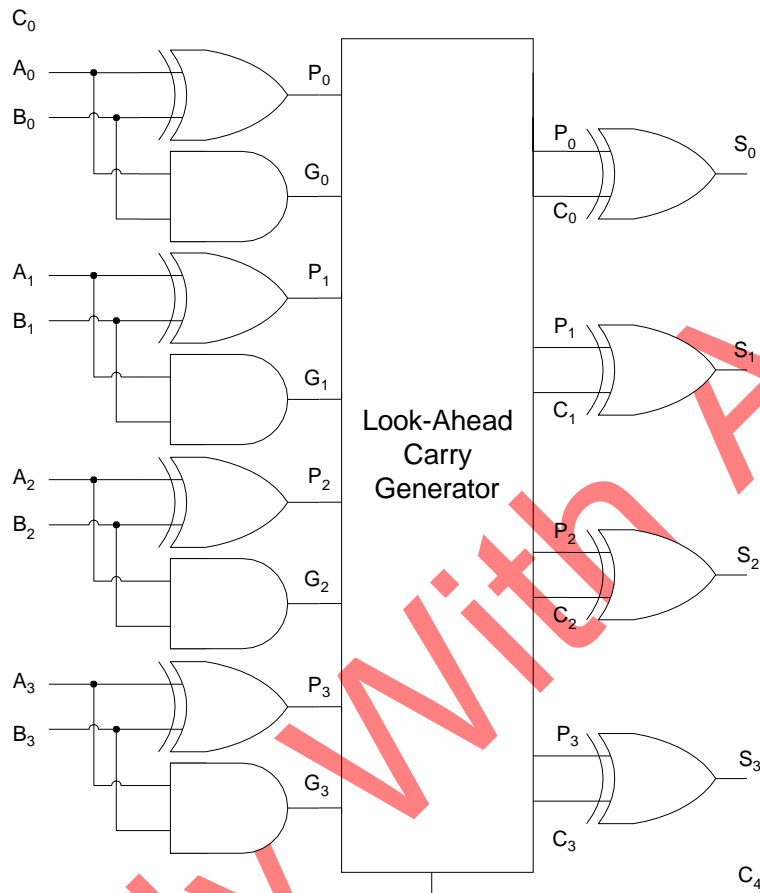 C₀
A₀
P₀
B₀
P₀
S₀
G₀
C₀
A₁
P₁
B₁
P₁
S₁
G₁
C₁
Look-Ahead
Carry
Generator
A₂
P₂
B₂
P₂
S₂
G₂
C₂
A₃
P₃
B₃
P₃
S₃
G₃
C₃
C₄
With A